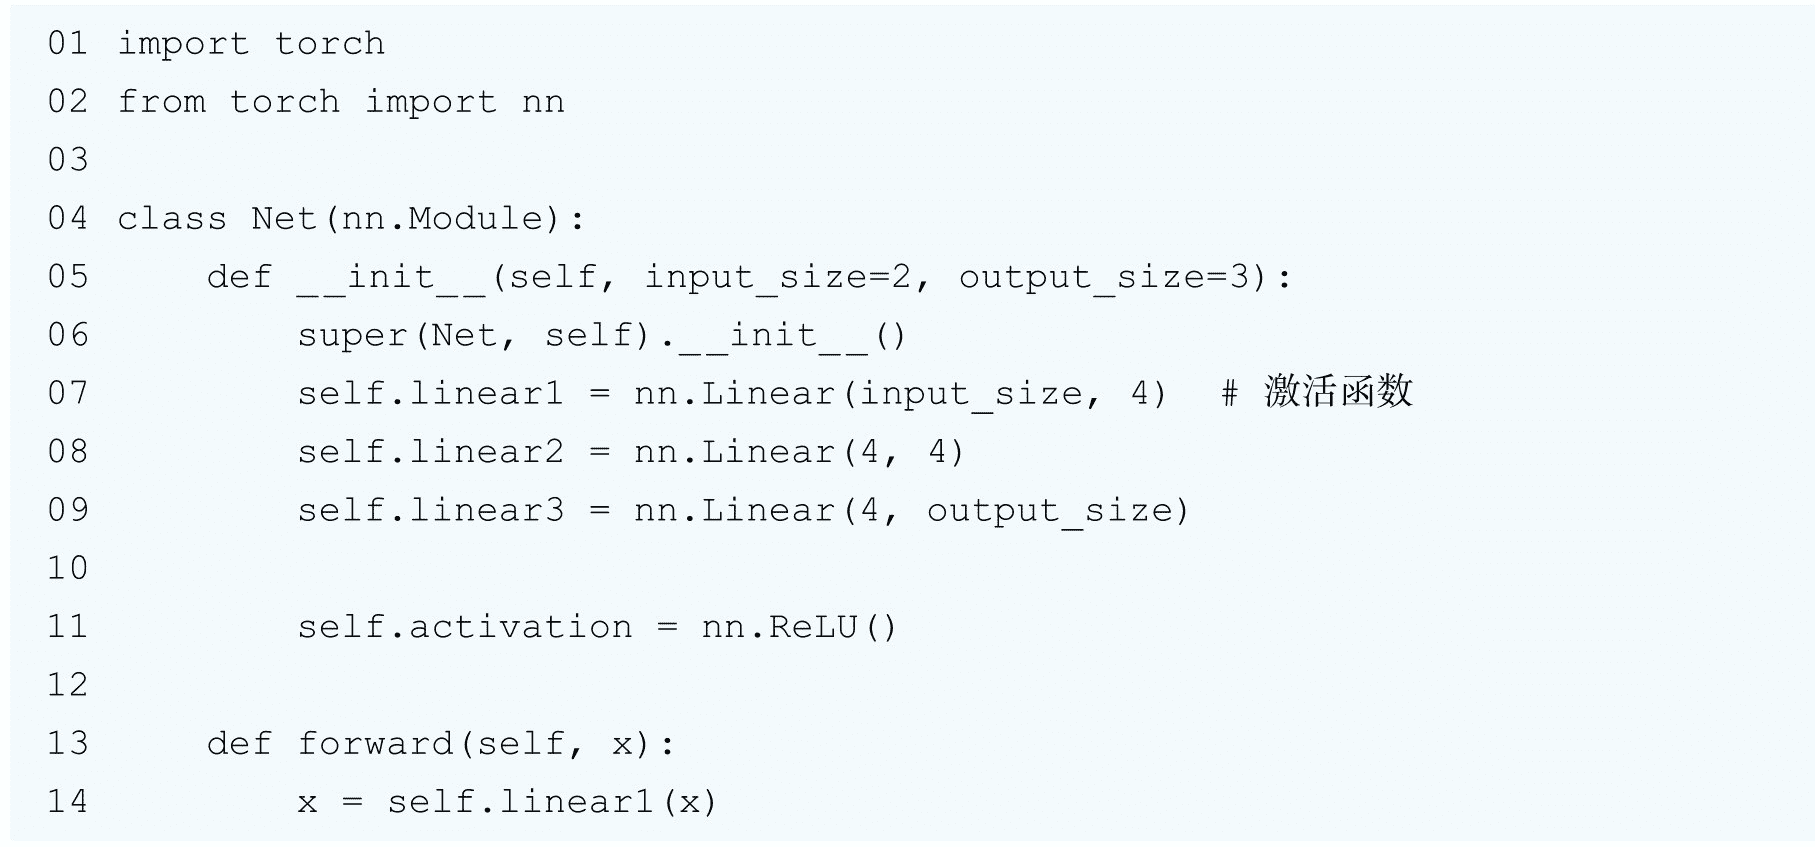 01 import torch
02 from torch import nn
03
04 class Net(nn.Module):
05     def __init__(self, input_size=2, output_size=3):
06         super(Net, self).__init__()
07         self.linear1 = nn.Linear(input_size, 4)  # 激活函数
08         self.linear2 = nn.Linear(4, 4)
09         self.linear3 = nn.Linear(4, output_size)
10
11         self.activation = nn.ReLU()
12
13     def forward(self, x):
14         x = self.linear1(x)